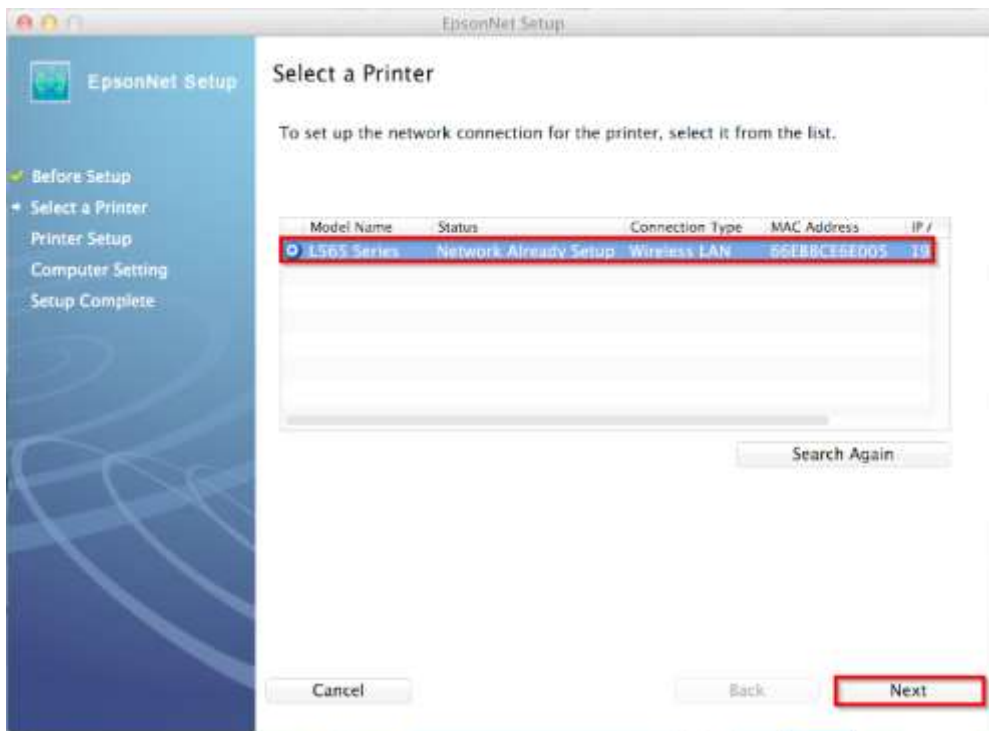 EpsonNet Setup
EpsonNet Setup
Before Setup
Select a Printer
Printer Setup
Computer Setting
Setup Complete
Select a Printer
To set up the network connection for the printer, select it from the list.
Model Name Status Connection Type MAC Address IP
L565 Series Network Already Setup Wireless LAN 19
Search Again
Cancel Back Next